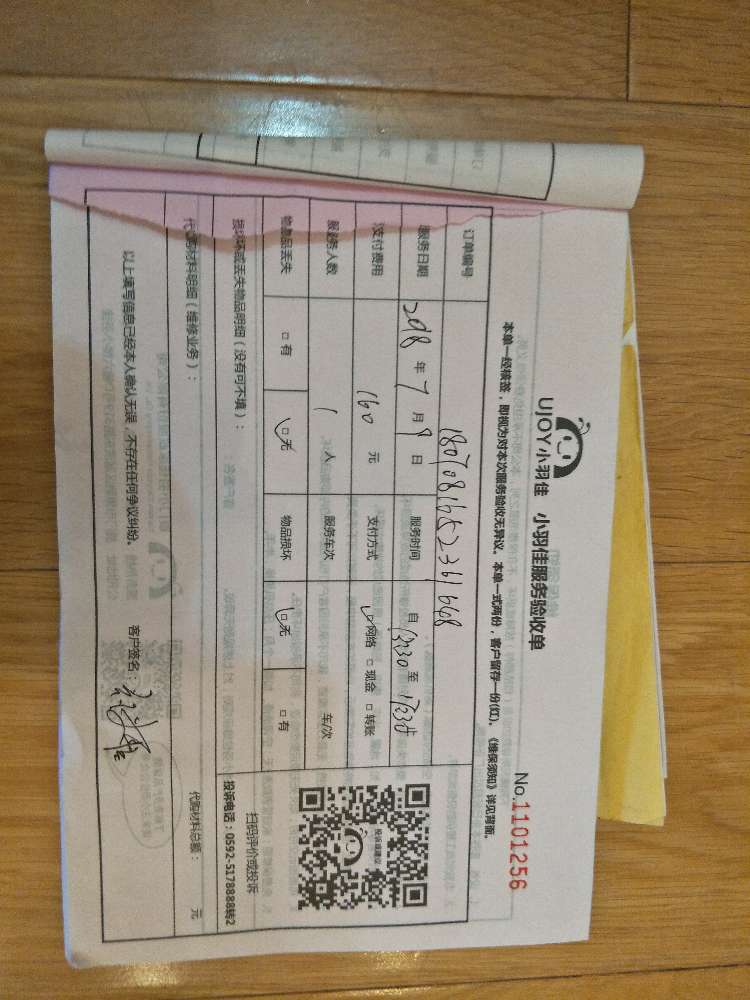 UJOY小羽佳 小羽佳服务验收单
No.1101256
本单一经核签，即视为对本次服务验收无异议。本单一式两份，客户留存一份(红)。《维保须知》详见背面。
订单编号 180708165231668
服务日期 2018 年 7 月 9 日 服务时间 自 13:30 至 17:35
支付费用 160 元 支付方式 网络 □ 现金 □ 转账
服务人数 1 人 服务车次 车/次
物品丢失 □ 有 □ 无 物品损坏 □ 无 □ 有
投诉或建议
扫码评价或投诉
投诉电话：0592-5178888转2
损坏或丢失物品明细（没有可不填）：
代购材料明细（维修业务）： 代购材料总额： 元
以上填写信息已经本人确认无误，不存在任何争议纠纷。 客户签名：